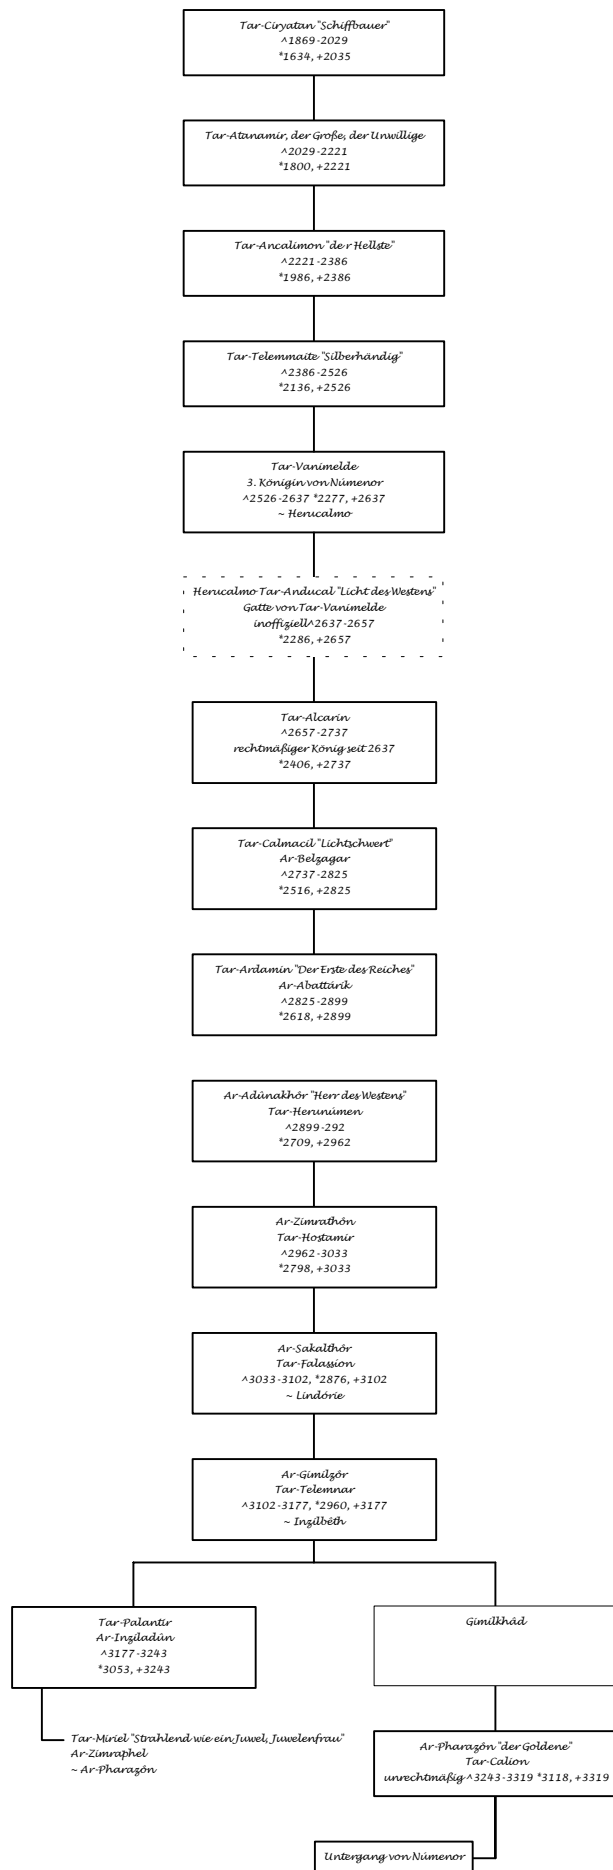 Tar-Ciryatan "Schiffbauer"
^1869-2029
*1634, +2035
Tar-Atanamir, der Große, der Unwillige
^2029-2221
*1800, +2221
Tar-Ancalimon "de r Hellste"
^2221-2386
*1986, +2386
Tar-Telemmaite "Silberhändig"
^2386-2526
*2136, +2526
Tar-Vanimelde
3. Königin von Númenor
^2526-2637 *2277, +2637
~ Herucalmo
Herucalmo Tar-Anducal "Licht des Westens"
Gatte von Tar-Vanimelde
inoffiziell^2637-2657
*2286, +2657
Tar-Alcarin
^2657-2737
rechtmäßiger König seit 2637
*2406, +2737
Tar-Calmacil "Lichtschwert"
Ar-Belzagar
^2737-2825
*2516, +2825
Tar-Ardamin "Der Erste des Reiches"
Ar-Abattárik
^2825-2899
*2618, +2899
Ar-Adûnakhôr "Herr des Westens"
Tar-Herunúmen
^2899-292
*2709, +2962
Ar-Zimrathôn
Tar-Hostamir
^2962-3033
*2798, +3033
Ar-Sakalthôr
Tar-Falassion
^3033-3102, *2876, +3102
~ Lindórie
Ar-Gimilzôr
Tar-Telemnar
^3102-3177, *2960, +3177
~ Inzilbêth
Tar-Palantir
Ar-Inziladûn
^3177-3243
*3053, +3243
Gimilkhád
Tar-Míriel "Strahlend wie ein Juwel, Juwelenfrau"
Ar-Zimraphel
~ Ar-Pharazôn
Ar-Pharazôn "der Goldene"
Tar-Calion
unrechtmäßig ^3243-3319 *3118, +3319
Untergang von Númenor